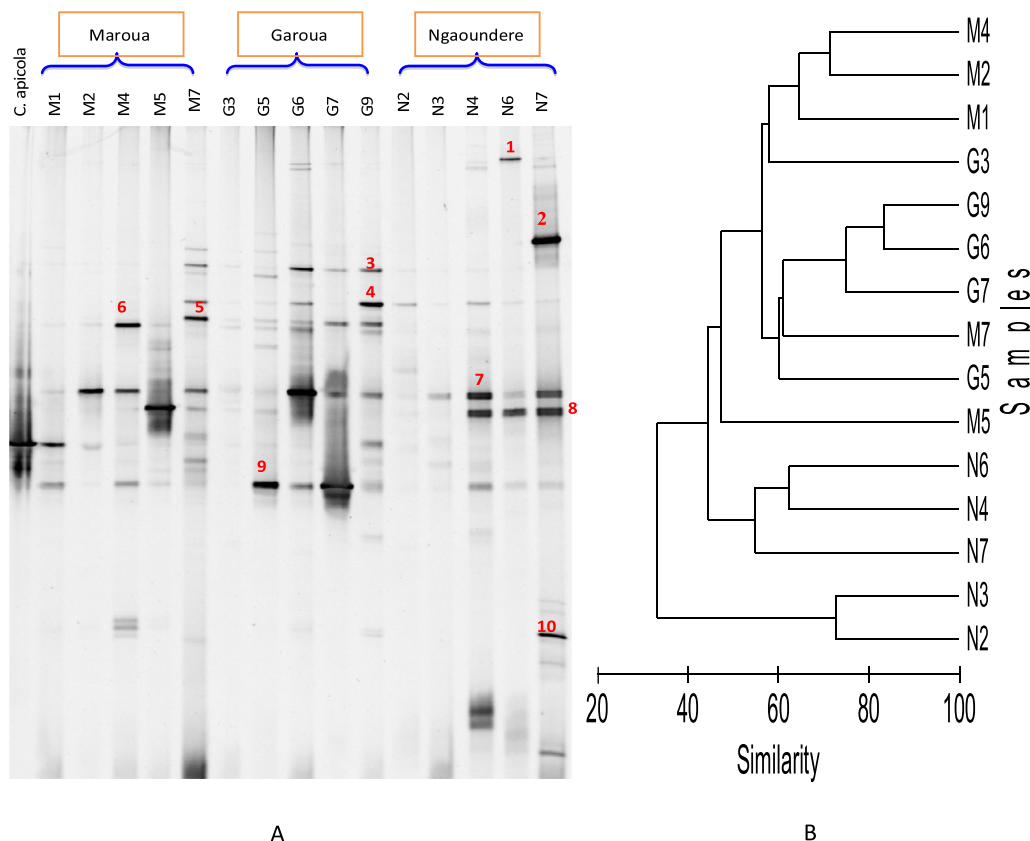 Maroua
Garoua
Ngaoundere
C. apicola
M1
M2
M4
M5
M7
G3
G5
G6
G7
G9
N2
N3
N4
N6
N7
1
2
3
4
5
6
7
8
9
10
A
M4
M2
M1
G3
G9
G6
G7
M7
G5
M5
N6
N4
N7
N3
N2
Samples
20 40 60 80 100
Similarity
B